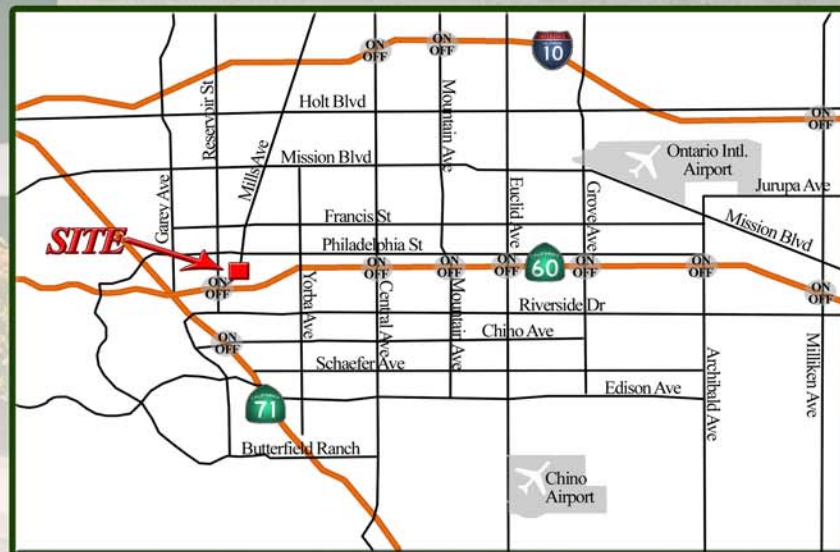 ON
OFF
ON
OFF
INTERSTATE
10
Reservoir St
Mountain Ave
Holt Blvd
ON
OFF
Mills Ave
Mission Blvd
Ontario Intl.
Airport
Garey Ave
Euclid Ave
Grove Ave
Jurupa Ave
Francis St
Mission Blvd
SITE
Philadelphia St
ON
OFF
ON
OFF
ON
OFF
CALIFORNIA
60
ON
OFF
ON
OFF
ON
OFF
ON
OFF
Yorba Ave
Central Ave
Mountain Ave
Riverside Dr
Chino Ave
ON
OFF
Schaefer Ave
Archibald Ave
Milliken Ave
Edison Ave
CALIFORNIA
71
Butterfield Ranch
Chino
Airport